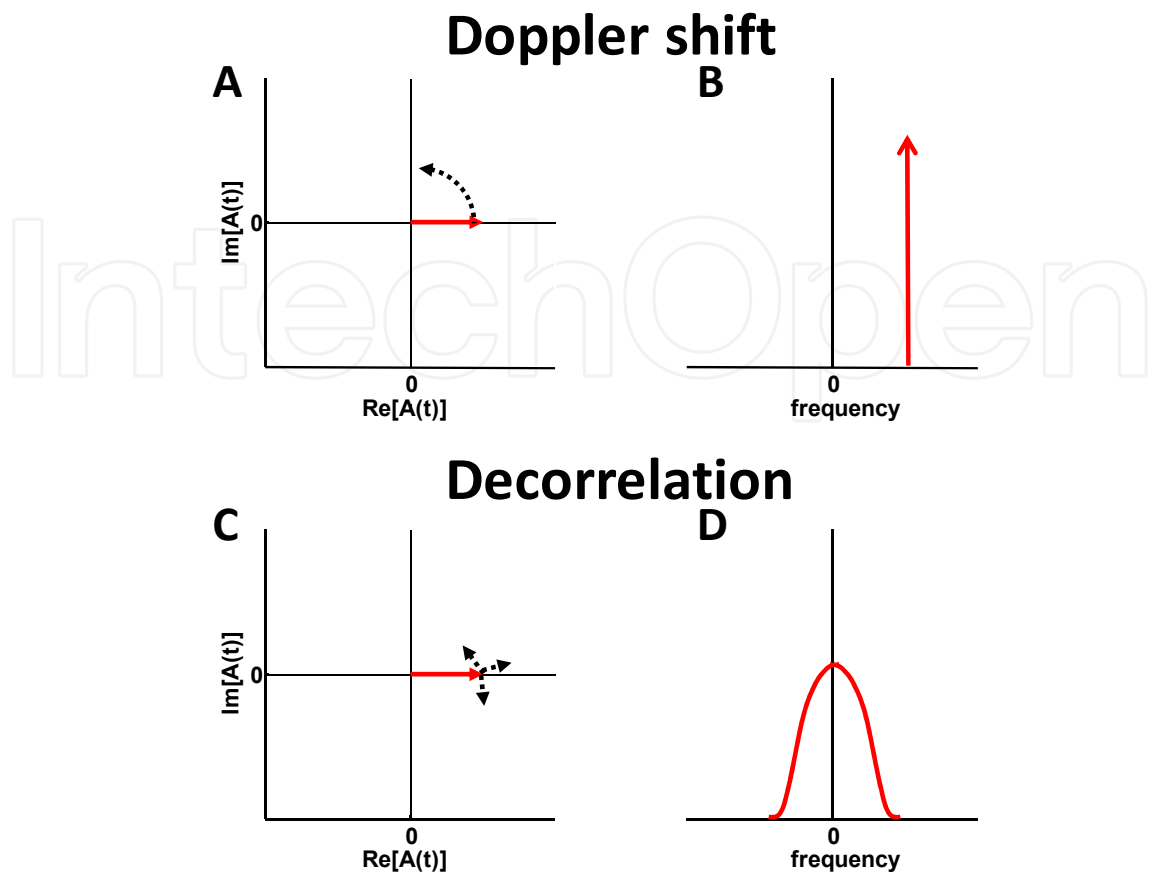 Doppler shift
A
B
Im[A(t)]
0
0
Re[A(t)]
0
frequency
IntechOpen
Decorrelation
C
D
Im[A(t)]
0
0
Re[A(t)]
0
frequency